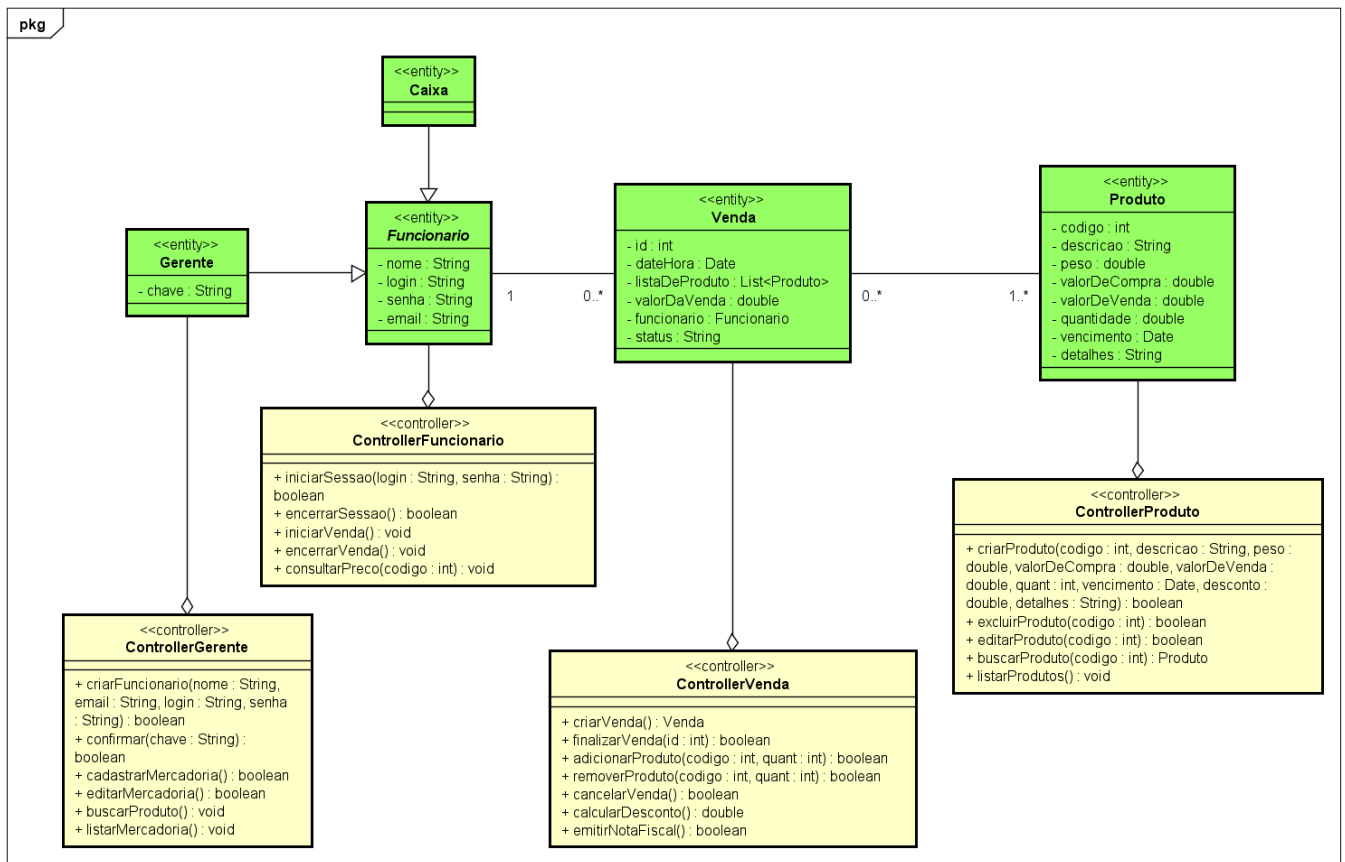 pkg
<<entity>>
Caixa
<<entity>>
Gerente
- chave : String
<<entity>>
Funcionario
- nome : String
- login : String
- senha : String
- email : String
1
0..*
<<entity>>
Venda
- id : int
- dateHora : Date
- listaDeProduto : List<Produto>
- valorDaVenda : double
- funcionario : Funcionario
- status : String
0..*
1..*
<<entity>>
Produto
- codigo : int
- descricao : String
- peso : double
- valorDeCompra : double
- valorDeVenda : double
- quantidade : double
- vencimento : Date
- detalhes : String
<<controller>>
ControllerFuncionario
+ iniciarSessao(login : String, senha : String) :
boolean
+ encerrarSessao() : boolean
+ iniciarVenda() : void
+ encerrarVenda() : void
+ consultarPreco(codigo : int) : void
<<controller>>
ControllerProduto
+ criarProduto(codigo : int, descricao : String, peso :
double, valorDeCompra : double, valorDeVenda :
double, quant : int, vencimento : Date, desconto :
double, detalhes : String) : boolean
+ excluirProduto(codigo : int) : boolean
+ editarProduto(codigo : int) : boolean
+ buscarProduto(codigo : int) : Produto
+ listarProdutos() : void
<<controller>>
ControllerGerente
+ criarFuncionario(nome : String,
email : String, login : String, senha
: String) : boolean
+ confirmar(chave : String) :
boolean
+ cadastrarMercadoria() : boolean
+ editarMercadoria() : boolean
+ buscarProduto() : void
+ listarMercadoria() : void
<<controller>>
ControllerVenda
+ criarVenda() : Venda
+ finalizarVenda(id : int) : boolean
+ adicionarProduto(codigo : int, quant : int) : boolean
+ removerProduto(codigo : int, quant : int) : boolean
+ cancelarVenda() : boolean
+ calcularDesconto() : double
+ emitirNotaFiscal() : boolean